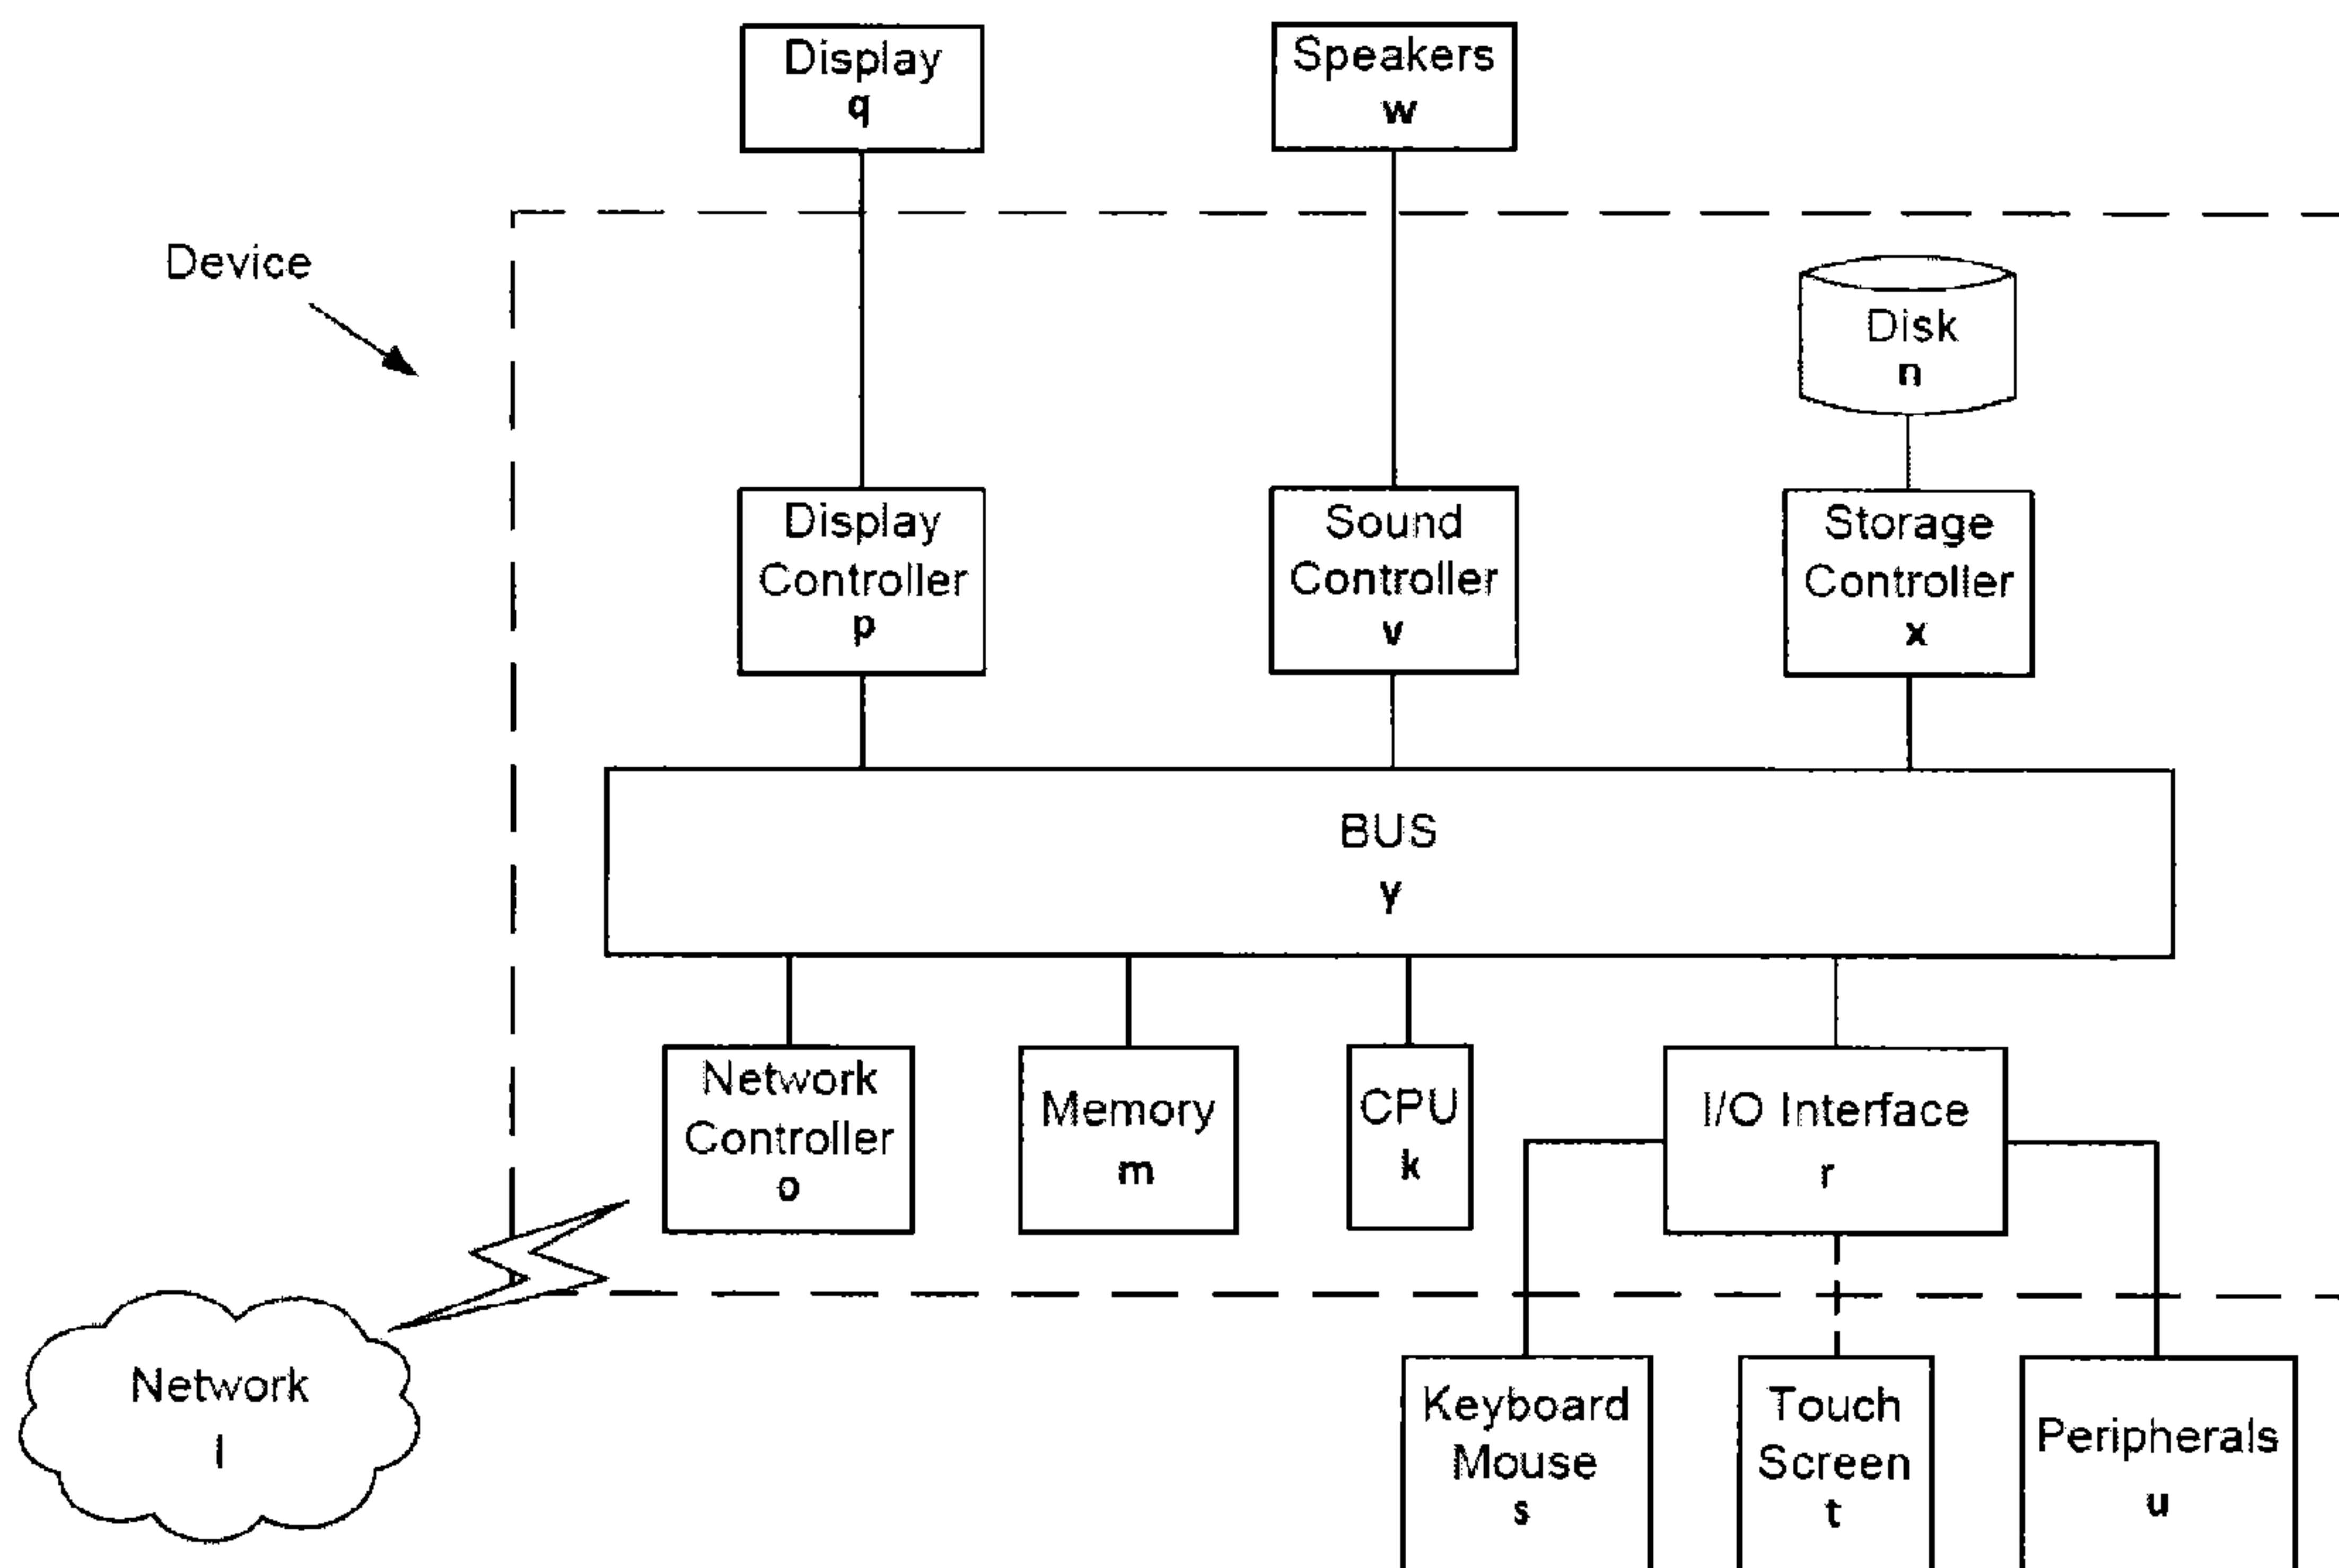 Display
q
Speakers
w
Device
Disk
n
Display
Controller
p
Sound
Controller
v
Storage
Controller
x
BUS
y
Network
Controller
o
Memory
m
CPU
k
I/O Interface
r
Network
l
Keyboard
Mouse
s
Touch
Screen
t
Peripherals
u